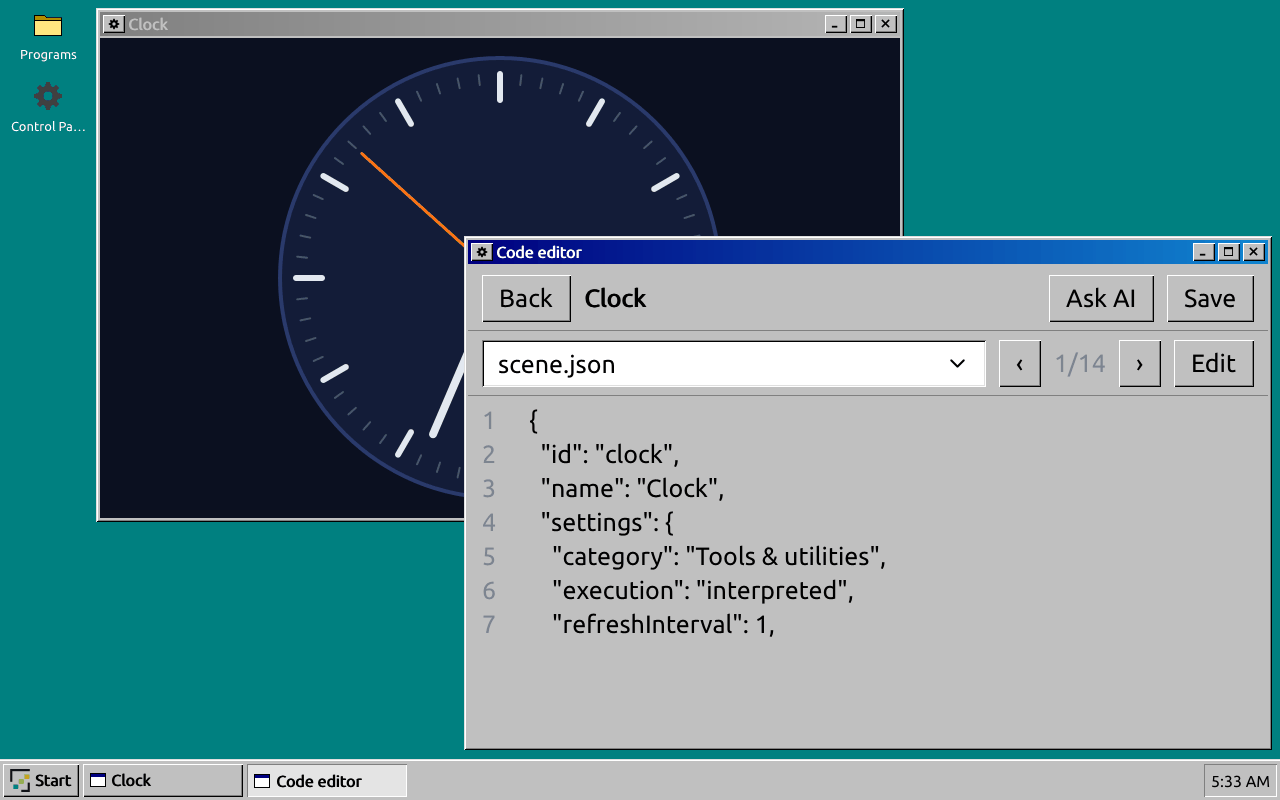 Programs
Control Pa...
Clock
Code editor
Back
Clock
Ask AI
Save
scene.json
‹
1/14
›
Edit
1 {
2 "id": "clock",
3 "name": "Clock",
4 "settings": {
5 "category": "Tools & utilities",
6 "execution": "interpreted",
7 "refreshInterval": 1,
Start
Clock
Code editor
5:33 AM